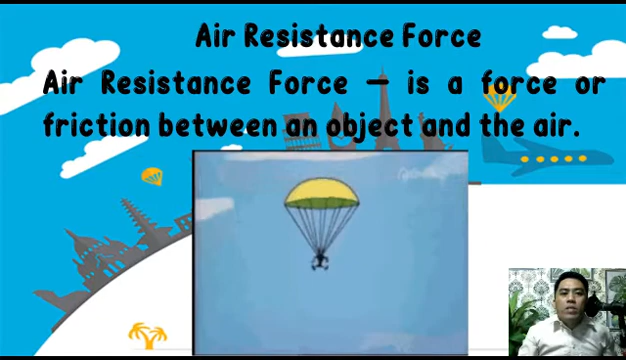 Air Resistance Force
Air Resistance Force – is a force or
friction between an object and the air.